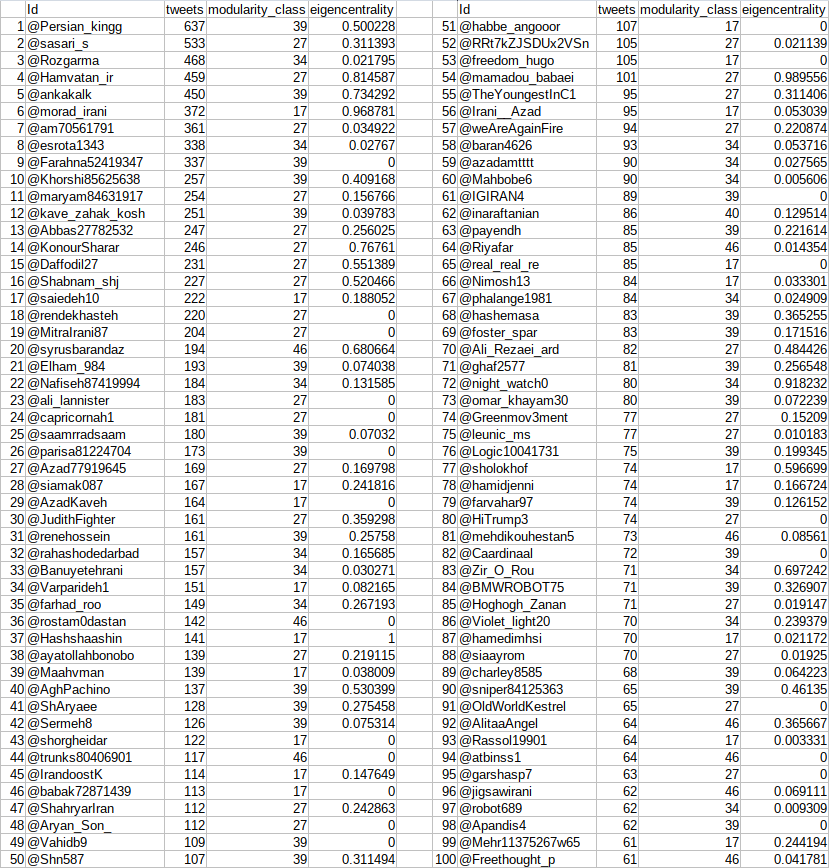 Id tweets modularity_class eigencentrality
1 @Persian_kingg 637 39 0.500228
2 @sasari_s 533 27 0.311393
3 @Rozgarma 468 34 0.021795
4 @Hamvatan_ir 459 27 0.814587
5 @ankakalk 450 39 0.734292
6 @morad_irani 372 17 0.968781
7 @am70561791 361 27 0.034922
8 @esrota1343 338 34 0.02767
9 @Farahna52419347 337 39 0
10 @Khorshi85625638 257 39 0.409168
11 @maryam84631917 254 27 0.156766
12 @kave_zahak_kosh 251 39 0.039783
13 @Abbas27782532 247 27 0.256025
14 @KonourSharar 246 27 0.76761
15 @Daffodil27 231 27 0.551389
16 @Shabnam_shj 227 27 0.520466
17 @saiedeh10 222 17 0.188052
18 @rendekhasteh 220 27 0
19 @MitraIrani87 204 27 0
20 @syrusbarandaz 194 46 0.680664
21 @Elham_984 193 39 0.074038
22 @Nafiseh87419994 184 34 0.131585
23 @ali_lannister 183 27 0
24 @capricornah1 181 27 0
25 @saamrradsaam 180 39 0.07032
26 @parisa81224704 173 39 0
27 @Azad77919645 169 27 0.169798
28 @siamak087 167 17 0.241816
29 @AzadKaveh 164 17 0
30 @JudithFighter 161 27 0.359298
31 @renehossein 161 39 0.25758
32 @rahashodedarbad 157 34 0.165685
33 @Banuyetehrani 157 34 0.030271
34 @Varparideh1 151 17 0.082165
35 @farhad_roo 149 34 0.267193
36 @rostam0dastan 142 46 0
37 @Hashshaashin 141 17 1
38 @ayatollahbonobo 139 27 0.219115
39 @Maahvman 139 17 0.038009
40 @AghPachino 137 39 0.530399
41 @ShAryaee 128 39 0.275458
42 @Sermeh8 126 39 0.075314
43 @shorgheidar 122 17 0
44 @trunks80406901 117 46 0
45 @IrandoostK 114 17 0.147649
46 @babak72871439 113 17 0
47 @ShahryarIran 112 27 0.242863
48 @Aryan_Son_ 112 27 0
49 @Vahidb9 109 39 0
50 @Shn587 107 39 0.311494
Id tweets modularity_class eigencentrality
51 @habbe_angooor 107 17 0
52 @RRt7kZJSDUx2VSn 105 27 0.021139
53 @freedom_hugo 105 17 0
54 @mamadou_babaei 101 27 0.989556
55 @TheYoungestInC1 95 27 0.311406
56 @Irani__Azad 95 17 0.053039
57 @weAreAgainFire 94 27 0.220874
58 @baran4626 93 34 0.053716
59 @azadamtttt 90 34 0.027565
60 @Mahbobe6 90 34 0.005606
61 @IGIRAN4 89 39 0
62 @inaraftanian 86 40 0.129514
63 @payendh 85 39 0.221614
64 @Riyafar 85 46 0.014354
65 @real_real_re 85 17 0
66 @Nimosh13 84 17 0.033301
67 @phalange1981 84 34 0.024909
68 @hashemasa 83 39 0.365255
69 @foster_spar 83 39 0.171516
70 @Ali_Rezaei_ard 82 27 0.484426
71 @ghaf2577 81 39 0.256548
72 @night_watch0 80 34 0.918232
73 @omar_khayam30 80 39 0.072239
74 @Greenmov3ment 77 27 0.15209
75 @leunic_ms 77 27 0.010183
76 @Logic10041731 75 39 0.199345
77 @sholokhof 74 17 0.596699
78 @hamidjenni 74 17 0.166724
79 @farvahar97 74 39 0.126152
80 @HiTrump3 74 27 0
81 @mehdikouhestan5 73 46 0.08561
82 @Caardinaal 72 39 0
83 @Zir_O_Rou 71 34 0.697242
84 @BMWROBOT75 71 39 0.326907
85 @Hoghogh_Zanan 71 27 0.019147
86 @Violet_light20 70 34 0.239379
87 @hamedimhsi 70 17 0.021172
88 @siaayrom 70 27 0.01925
89 @charley8585 68 39 0.064223
90 @sniper84125363 65 39 0.46135
91 @OldWorldKestrel 65 27 0
92 @AlitaaAngel 64 46 0.365667
93 @Rassol19901 64 17 0.003331
94 @atbinss1 64 46 0
95 @garshasp7 63 27 0
96 @jigsawirani 62 46 0.069111
97 @robot689 62 34 0.009309
98 @Apandis4 62 39 0
99 @Mehr11375267w65 61 17 0.244194
100 @Freethought_p 61 46 0.041781